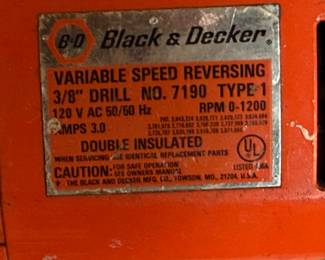 B-D Black & Decker®
VARIABLE SPEED REVERSING
3/8" DRILL NO. 7190 TYPE-1
120 V AC 50/60 Hz RPM 0-1200
AMPS 3.0
DOUBLE INSULATED
WHEN SERVICING USE IDENTICAL REPLACEMENT PARTS
CAUTION: FOR SAFE OPERATION
SEE OWNERS MANUAL
THE BLACK AND DECKER MFG. CO., TOWSON, MD., 21204, U.S.A.
UL
LISTED